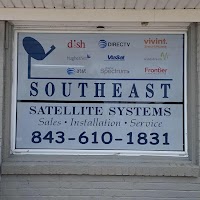 dish DIRECTV vivint.
HughesNet Viasat
at&t Spectrum Frontier
SOUTHEAST
SATELLITE SYSTEMS
Sales • Installation • Service
843-610-1831